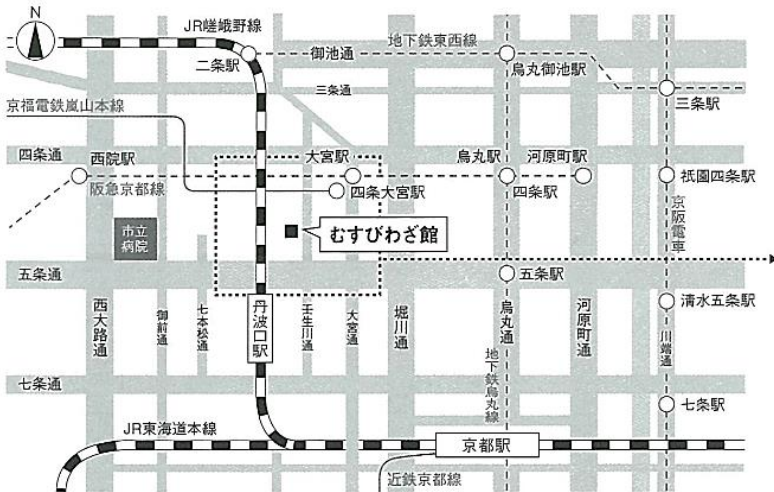 N
JR嵯峨野線
二条駅
御池通
地下鉄東西線
烏丸御池駅
三条通
三条駅
京福電鉄嵐山本線
四条通
西院駅
大宮駅
烏丸駅
河原町駅
阪急京都線
四条大宮駅
四条駅
祇園四条駅
市立
病院
むすびわざ館
京阪電車
五条通
五条駅
西大路通
御前通
七本松通
丹波口駅
壬生川通
大宮通
堀川通
烏丸通
河原町通
清水五条駅
川端通
地下鉄烏丸線
七条通
七条駅
JR東海道本線
京都駅
近鉄京都線